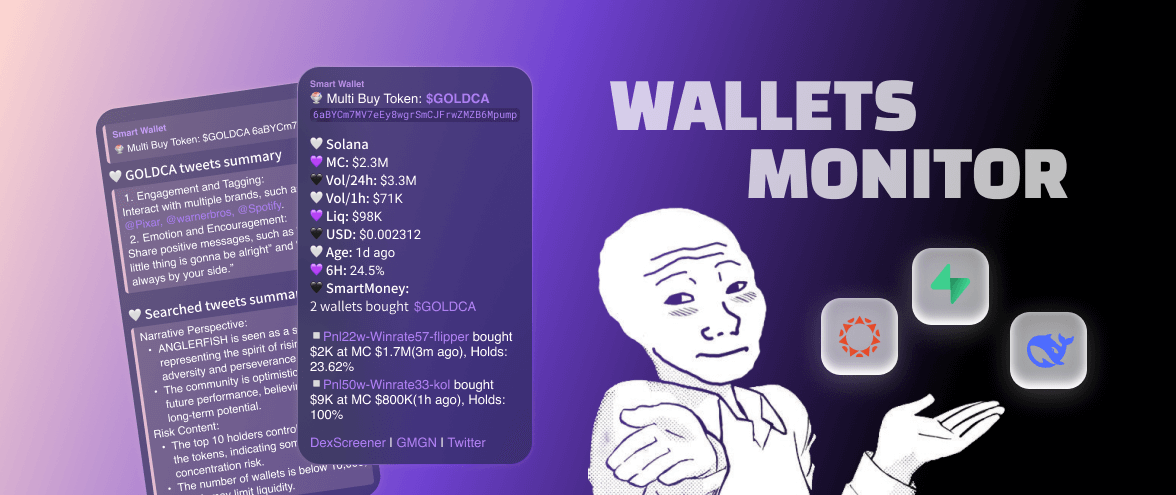 WALLETS
MONITOR
Smart Wallet
Multi Buy Token: $GOLDCA
6aBYCm7MV7eEy8wgrSmCJFrwZMZB6Mpump
Solana
MC: $2.3M
Vol/24h: $3.3M
Vol/1h: $71K
Liq: $98K
USD: $0.002312
Age: 1d ago
6H: 24.5%
SmartMoney:
2 wallets bought $GOLDCA
Pnl22w-Winrate57-flipper bought
$2K at MC $1.7M(3m ago), Holds:
23.62%
Pnl50w-Winrate33-kol bought
$9K at MC $800K(1h ago), Holds:
100%
DexScreener | GMGN | Twitter
Smart Wallet
Multi Buy Token: $GOLDCA 6aBYCm7
GOLDCA tweets summary
1. Engagement and Tagging:
Interact with multiple brands, such a
@Pixar, @warnerbros, @Spotify.
2. Emotion and Encouragement:
Share positive messages, such as
little thing is gonna be alright" and
always by your side."
Searched tweets summa
Narrative Perspective:
• ANGLERFISH is seen as a s
representing the spirit of risin
adversity and perseverance
• The community is optimistic
future performance, believin
long-term potential.
Risk Content:
• The top 10 holders control
the tokens, indicating som
concentration risk.
• The number of wallets is below
may limit liquidity.